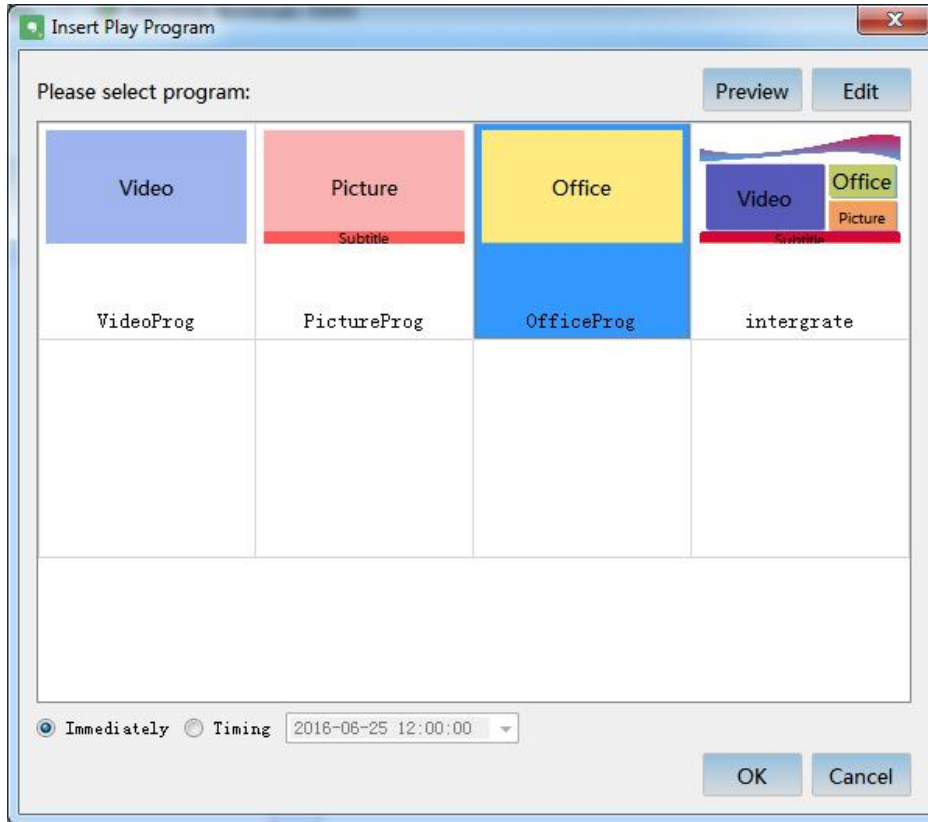 Insert Play Program
Please select program:
Preview
Edit
Video
Picture
Subtitle
Office
Video
Office
Picture
Subtitle
VideoProg
PictureProg
OfficeProg
intergrate
Immediately
Timing
2016-06-25 12:00:00
OK
Cancel